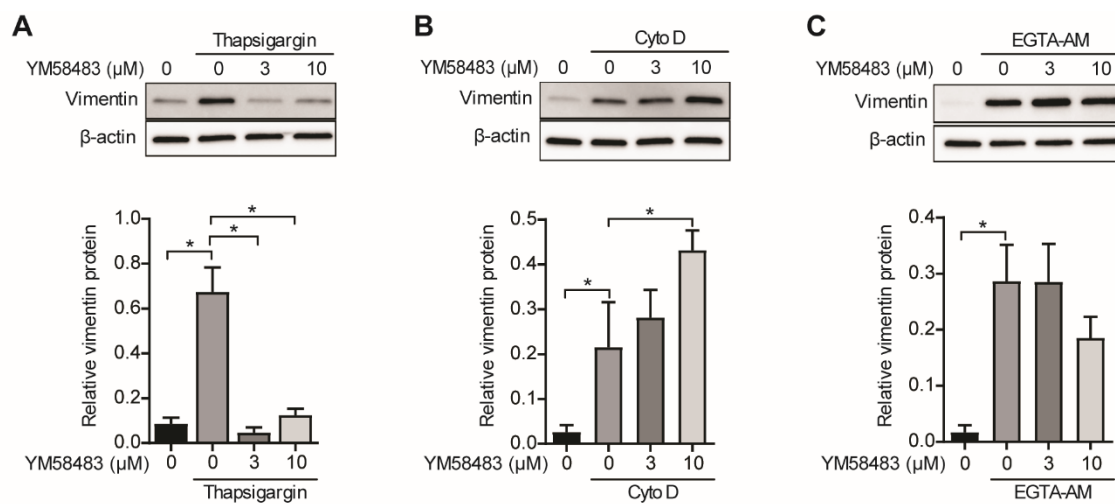 A
Thapsigargin
YM58483 (µM) 0 0 3 10
Vimentin
β-actin
Relative vimentin protein
1.0
0.8
0.6
0.4
0.2
0.0
*
*
*
YM58483 (µM) 0 0 3 10
Thapsigargin
B
Cyto D
YM58483 (µM) 0 0 3 10
Vimentin
β-actin
Relative vimentin protein
0.5
0.4
0.3
0.2
0.1
0.0
*
*
YM58483 (µM) 0 0 3 10
Cyto D
C
EGTA-AM
YM58483 (µM) 0 0 3 10
Vimentin
β-actin
Relative vimentin protein
0.4
0.3
0.2
0.1
0.0
*
YM58483 (µM) 0 0 3 10
EGTA-AM